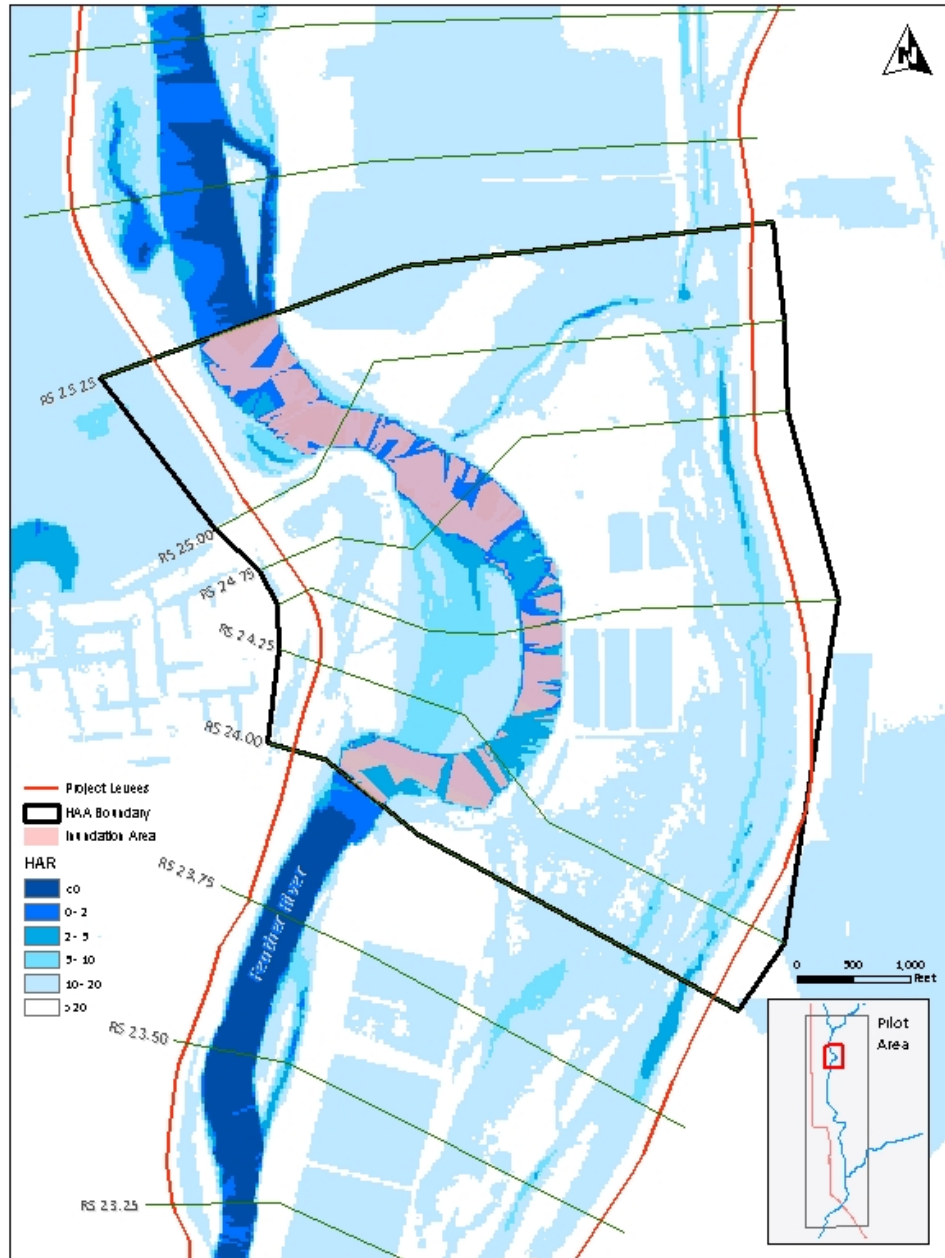 N
RS 25.25
RS 25.00
RS 24.75
RS 24.25
RS 24.00
Project Levees
HAA Boundary
Inundation Area
HAR
<0
0- 2
2- 5
5- 10
10- 20
>20
RS 23.75
Feather River
RS 23.50
RS 23.25
0 500 1,000
Feet
Pilot
Area